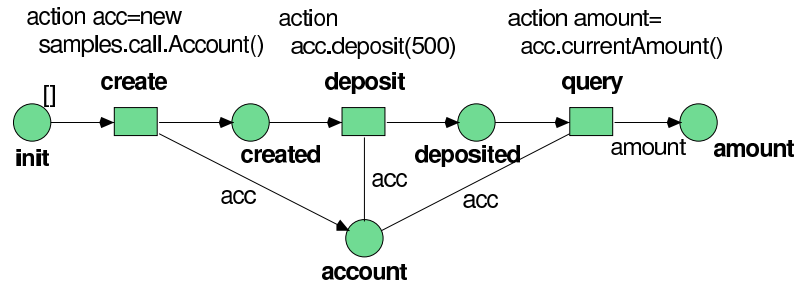 action acc=new
samples.call.Account()
action
acc.deposit(500)
action amount=
acc.currentAmount()
create
deposit
query
[]
init
created
deposited
amount
amount
acc
acc
acc
account